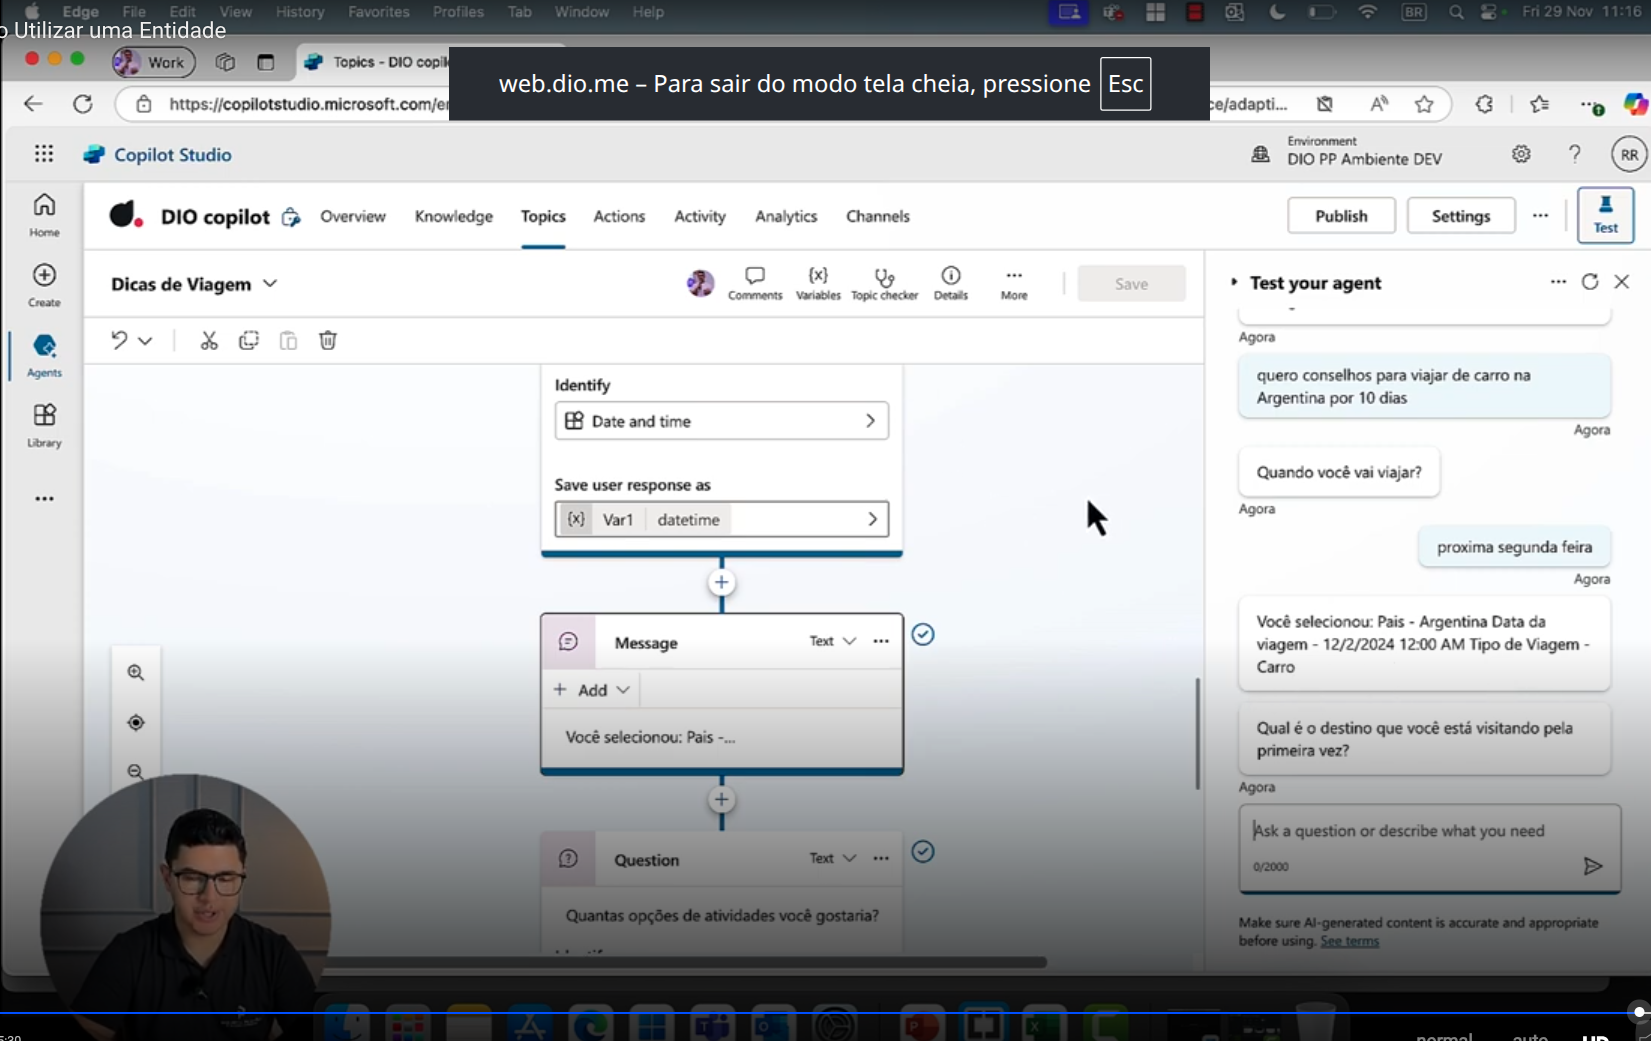 Edge File Edit View History Favorites Profiles Tab Window Help BR Fri 29 Nov 11:16
o Utilizar uma Entidade
Work Topics - DIO copil
web.dio.me – Para sair do modo tela cheia, pressione Esc
https://copilotstudio.microsoft.com/e ce/adapti...
Copilot Studio
Environment
DIO PP Ambiente DEV
RR
Home
Create
Agents
Library
DIO copilot Overview Knowledge Topics Actions Activity Analytics Channels
Publish Settings Test
Dicas de Viagem
Comments Variables Topic checker Details More
Save
Identify
Date and time
Save user response as
{x} Var1 datetime
Message Text
+ Add
Você selecionou: Pais -...
Question Text
Quantas opções de atividades você gostaria?
Test your agent
Agora
quero conselhos para viajar de carro na
Argentina por 10 dias
Agora
Quando você vai viajar?
Agora
proxima segunda feira
Agora
Você selecionou: Pais - Argentina Data da
viagem - 12/2/2024 12:00 AM Tipo de Viagem -
Carro
Qual é o destino que você está visitando pela
primeira vez?
Agora
Ask a question or describe what you need
0/2000
Make sure AI-generated content is accurate and appropriate
before using. See terms